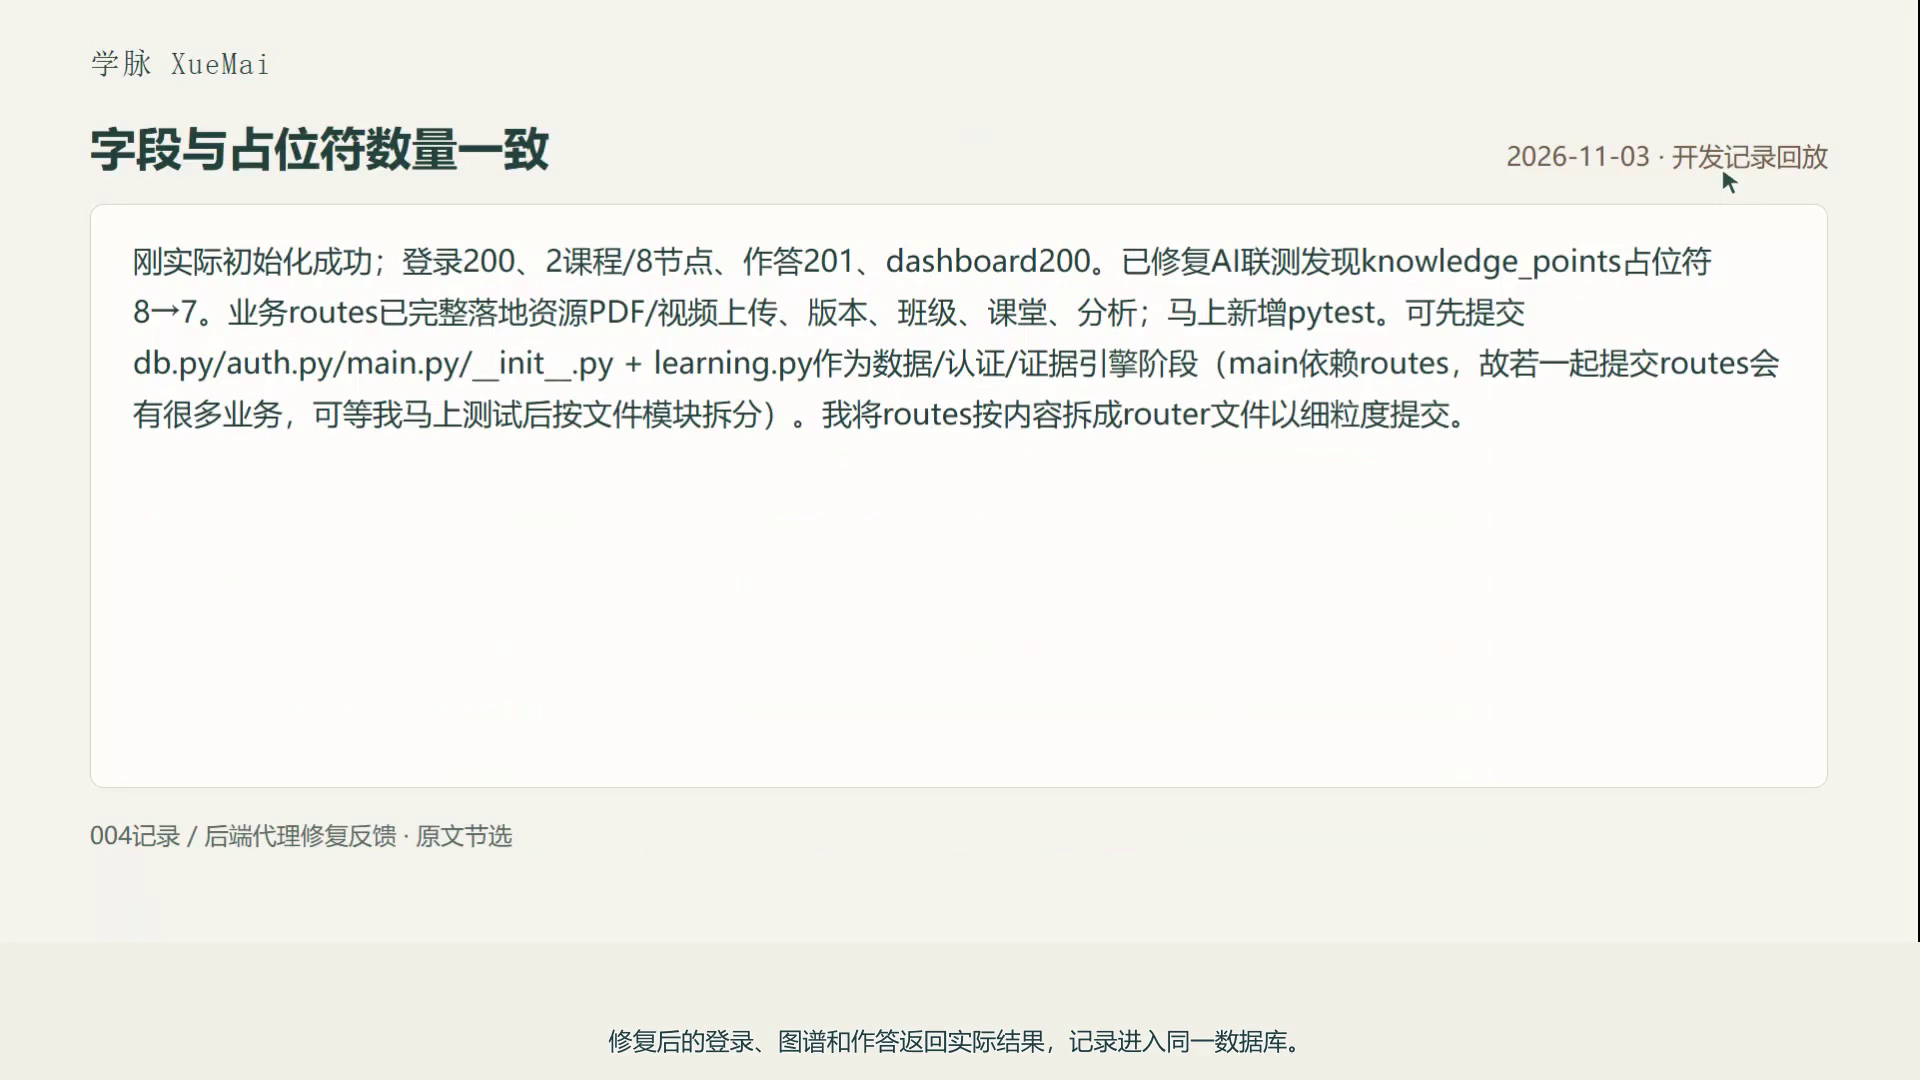 学脉 XueMai
字段与占位符数量一致
2026-11-03 · 开发记录回放
刚实际初始化成功；登录200、2课程/8节点、作答201、dashboard200。已修复AI联测发现knowledge_points占位符
8→7。业务routes已完整落地资源PDF/视频上传、版本、班级、课堂、分析；马上新增pytest。可先提交
db.py/auth.py/main.py/__init__.py + learning.py作为数据/认证/证据引擎阶段（main依赖routes，故若一起提交routes会
有很多业务，可等我马上测试后按文件模块拆分）。我将routes按内容拆成router文件以细粒度提交。
004记录 / 后端代理修复反馈 · 原文节选
修复后的登录、图谱和作答返回实际结果，记录进入同一数据库。